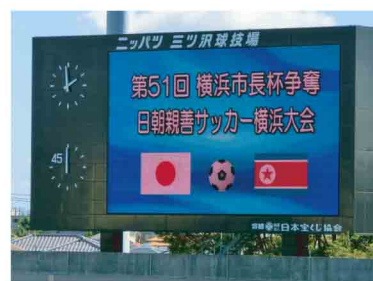 ニッパツ 三ツ沢球技場
第51回 横浜市長杯争奪
日朝親善サッカー横浜大会
45
日本宝くじ協会